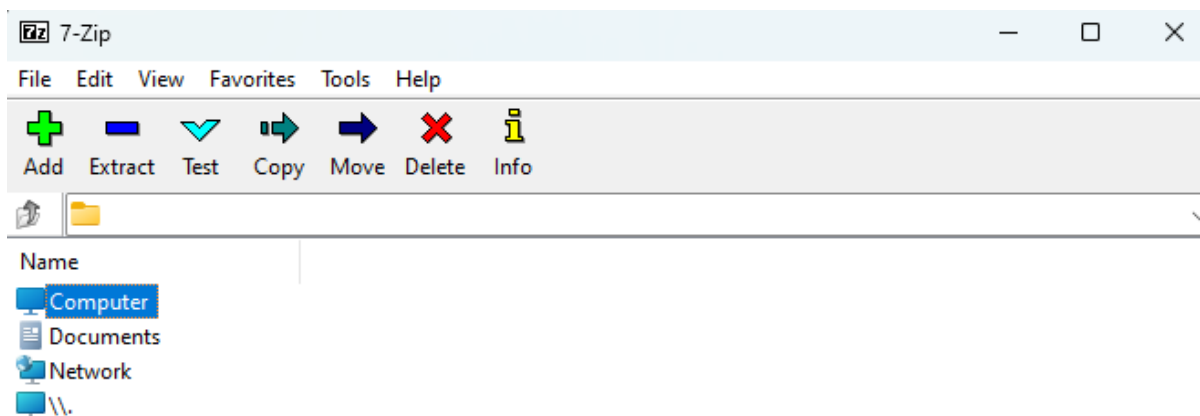 7z 7-Zip
File Edit View Favorites Tools Help
Add Extract Test Copy Move Delete Info
Name
Computer
Documents
Network
\\.